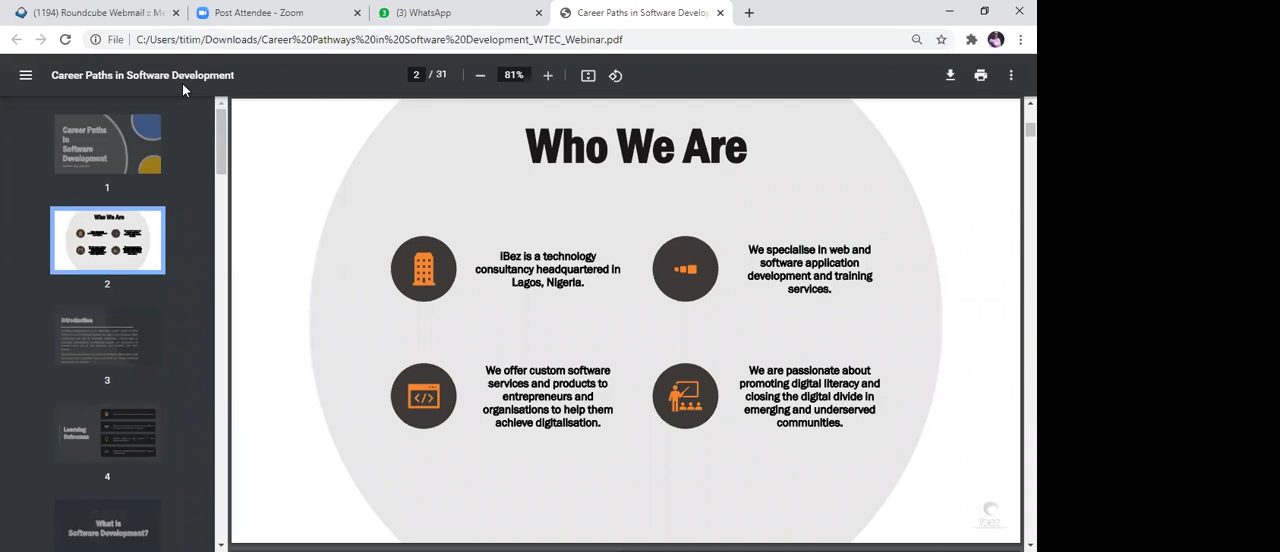 (1194) Roundcube Webmail :: Me
Post Attendee - Zoom
(3) WhatsApp
Career Paths in Software Develop
File
C:/Users/titim/Downloads/Career%20Pathways%20in%20Software%20Development_WTEC_Webinar.pdf
Career Paths in Software Development
2 / 31
81%
Career Paths
in
Software
Development
1
Who We Are
2
Introduction
3
Learning
Outcomes
4
What is
Software Development?
Who We Are
iBez is a technology
consultancy headquartered in
Lagos, Nigeria.
We specialise in web and
software application
development and training
services.
We offer custom software
services and products to
entrepreneurs and
organisations to help them
achieve digitalisation.
We are passionate about
promoting digital literacy and
closing the digital divide in
emerging and underserved
communities.
ibez